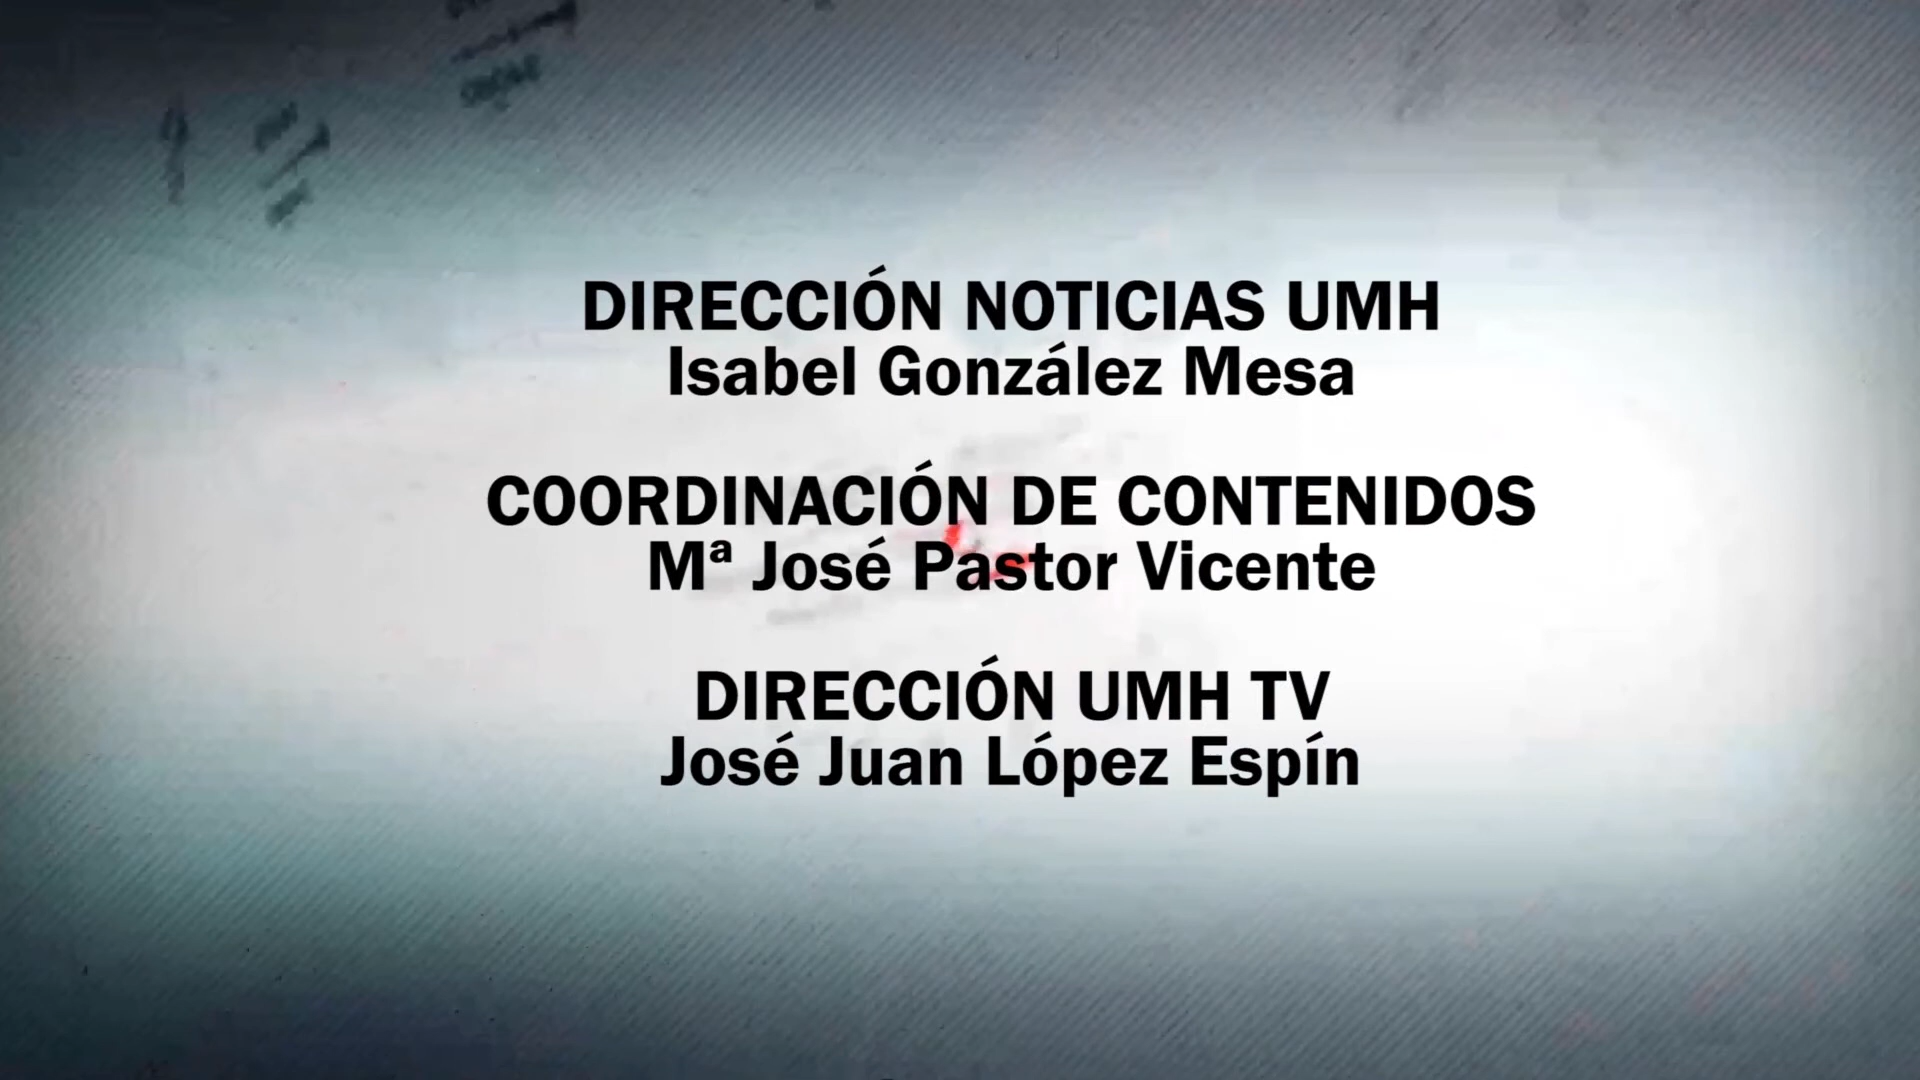 DIRECCIÓN NOTICIAS UMH
Isabel González Mesa
COORDINACIÓN DE CONTENIDOS
Mª José Pastor Vicente
DIRECCIÓN UMH TV
José Juan López Espín